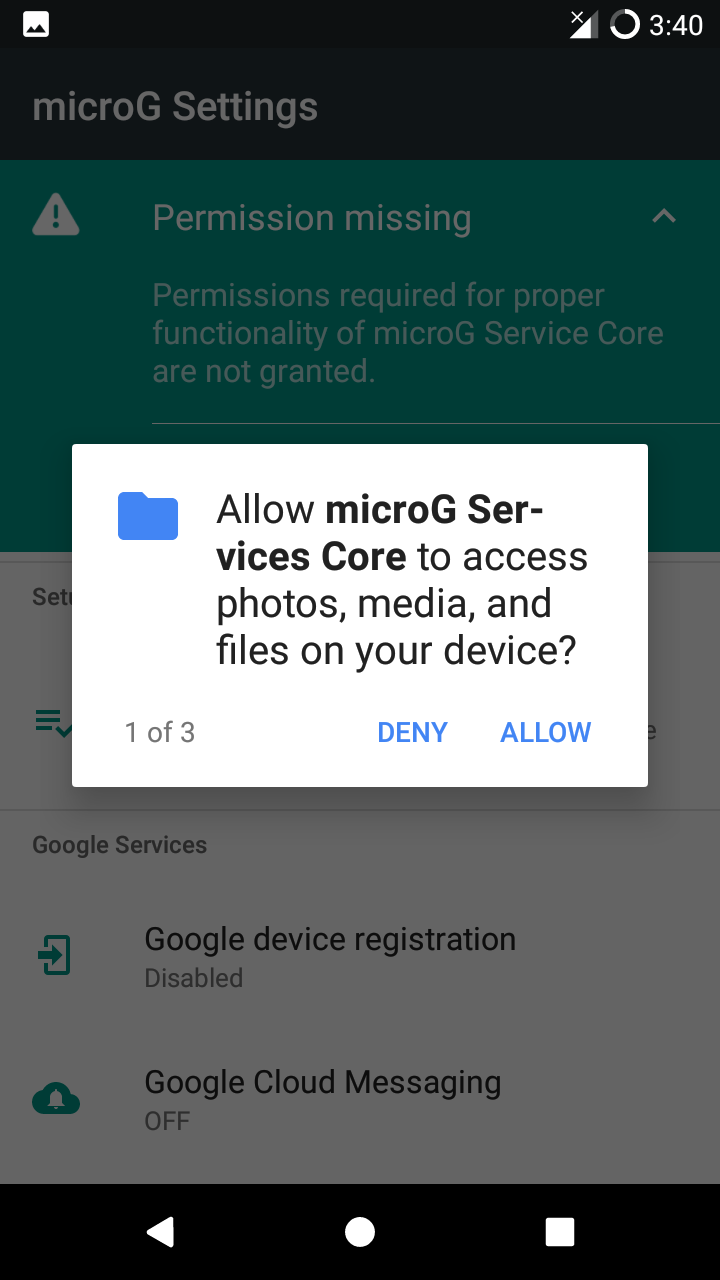 3:40
microG Settings
Permission missing
Permissions required for proper
functionality of microG Service Core
are not granted.
Allow microG Ser-
vices Core to access
photos, media, and
files on your device?
1 of 3 DENY ALLOW
Google Services
Google device registration
Disabled
Google Cloud Messaging
OFF